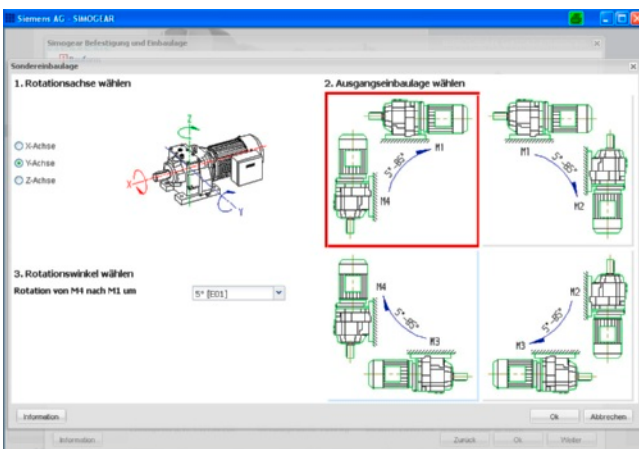 Siemens AG - SIMOGEAR
Simogear Befestigung und Einbaulage
Sondereinbaulage
1. Rotationsachse wählen
X-Achse
Y-Achse
Z-Achse
Z
X
Y
2. Ausgangseinbaulage wählen
M1
5°-85°
M4
M1
5°-85°
M2
M4
5°-85°
M3
M2
5°-85°
M3
3. Rotationswinkel wählen
Rotation von M4 nach M1 um
5° [E01]
Information
Ok
Abbrechen
Information
Zurück
Ok
Weiter